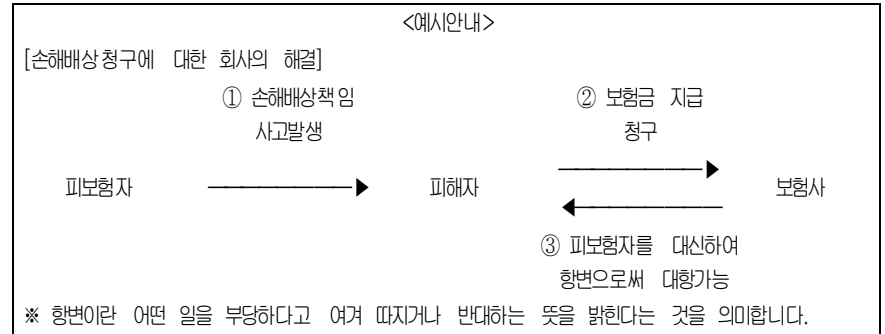 <예시안내>
[손해배상청구에 대한 회사의 해결]
① 손해배상책임 ② 보험금 지급
사고발생 청구
피보험자 피해자 보험사
③ 피보험자를 대신하여
항변으로써 대항가능
※ 항변이란 어떤 일을 부당하다고 여겨 따지거나 반대하는 뜻을 밝힌다는 것을 의미합니다.